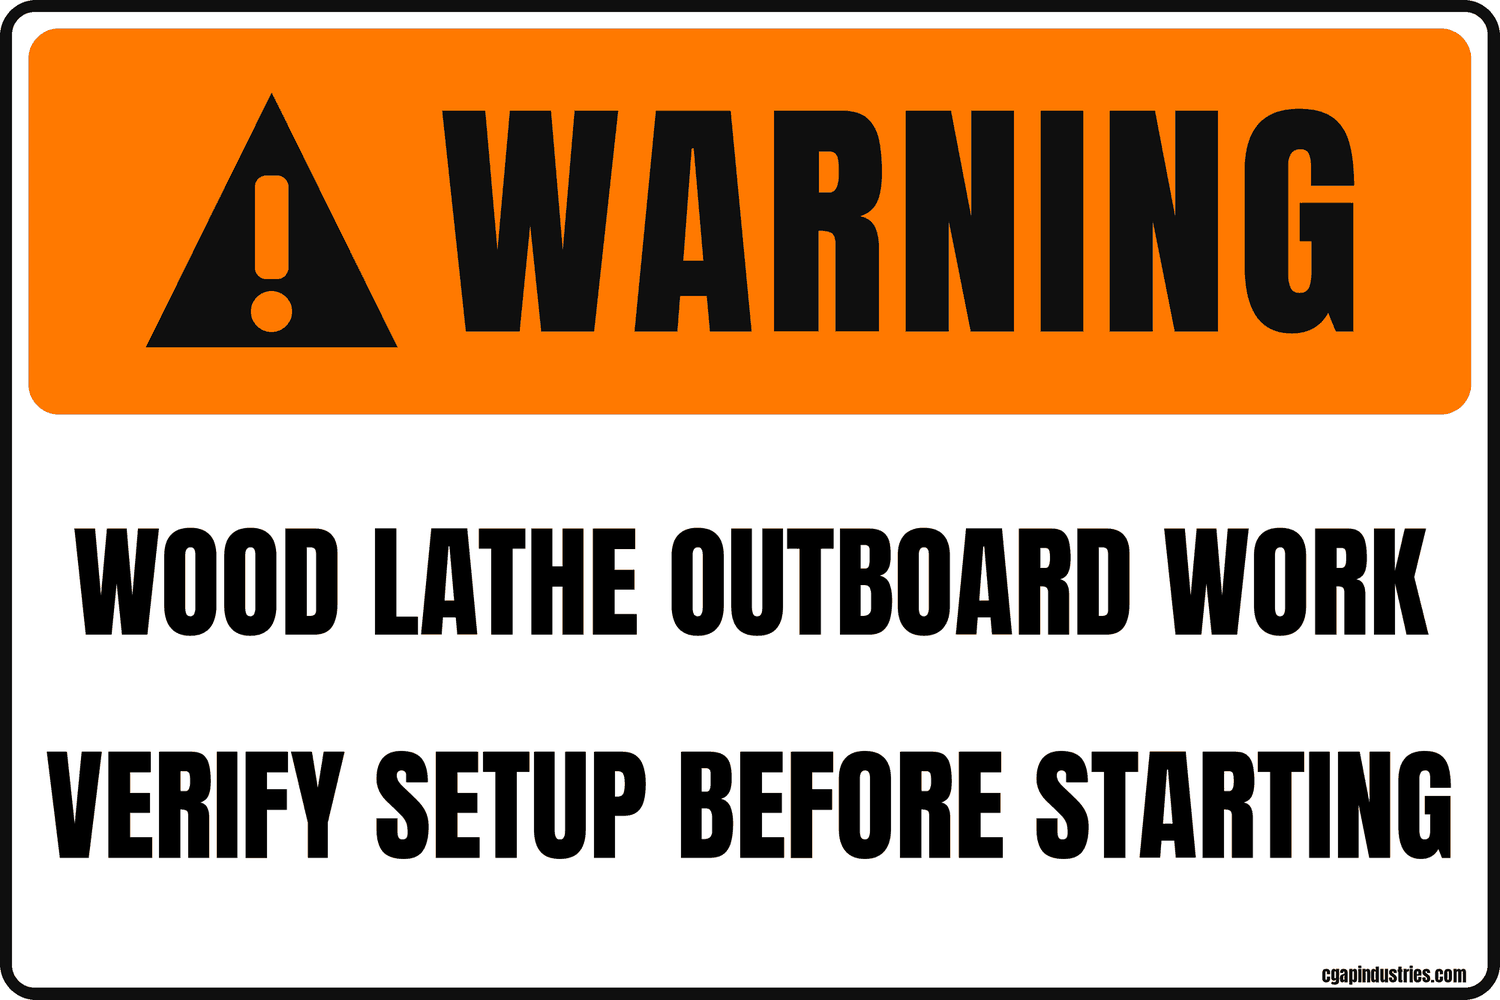 WARNING
WOOD LATHE OUTBOARD WORK
VERIFY SETUP BEFORE STARTING
cgapindustries.com